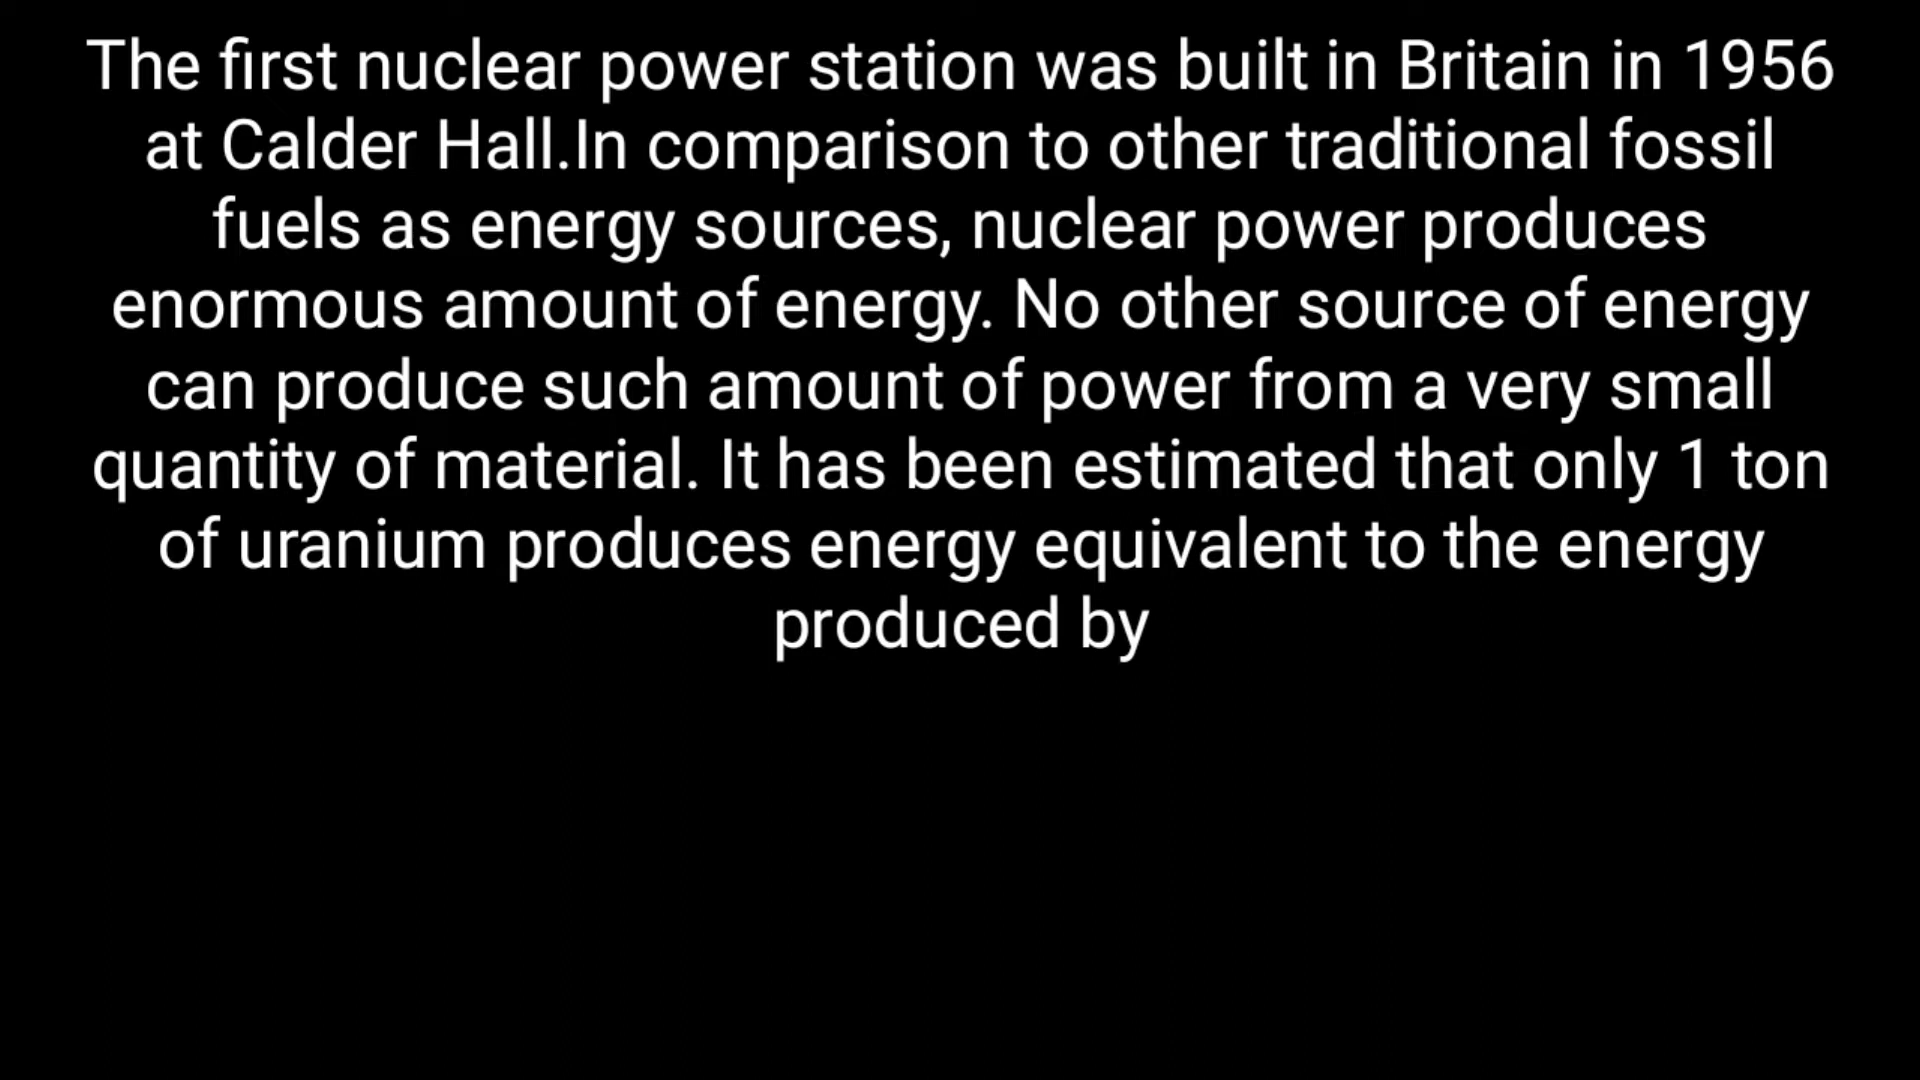 The first nuclear power station was built in Britain in 1956
at Calder Hall.In comparison to other traditional fossil
fuels as energy sources, nuclear power produces
enormous amount of energy. No other source of energy
can produce such amount of power from a very small
quantity of material. It has been estimated that only 1 ton
of uranium produces energy equivalent to the energy
produced by